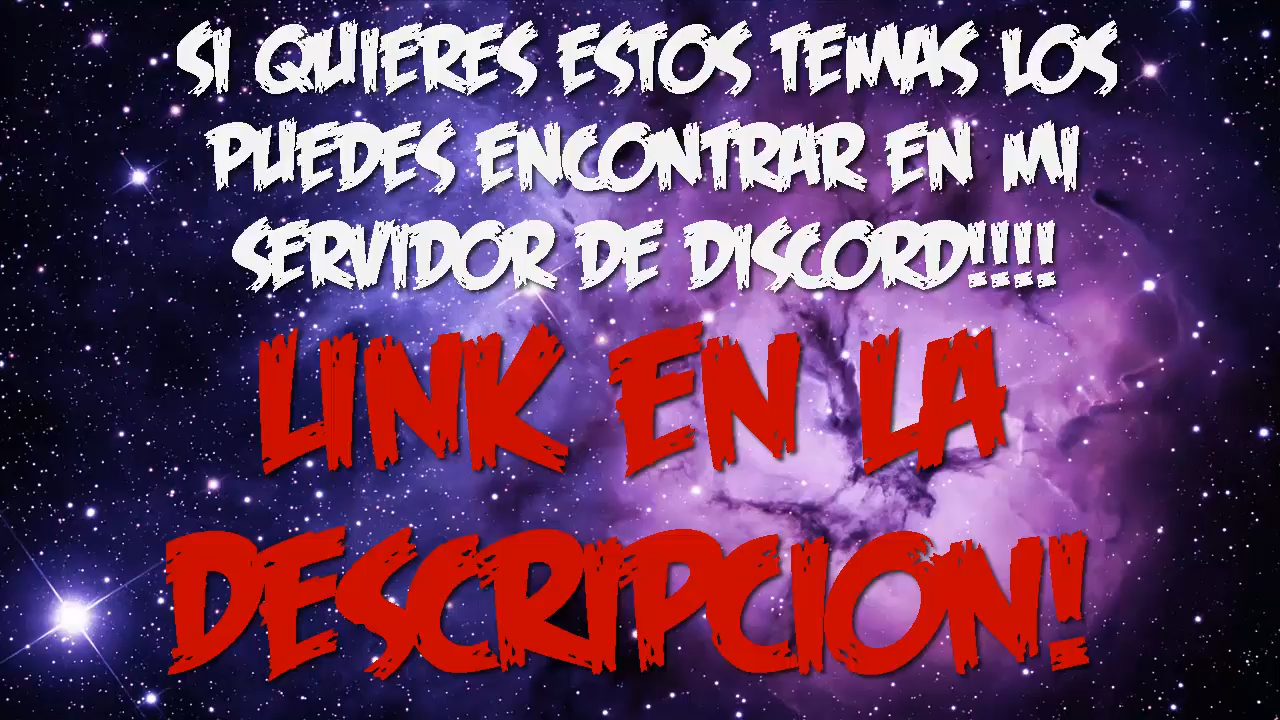 SI QUIERES ESTOS TEMAS LOS
PUEDES ENCONTRAR EN MI
SERVIDOR DE DISCORD!!!!
LINK EN LA
DESCRIPCION!